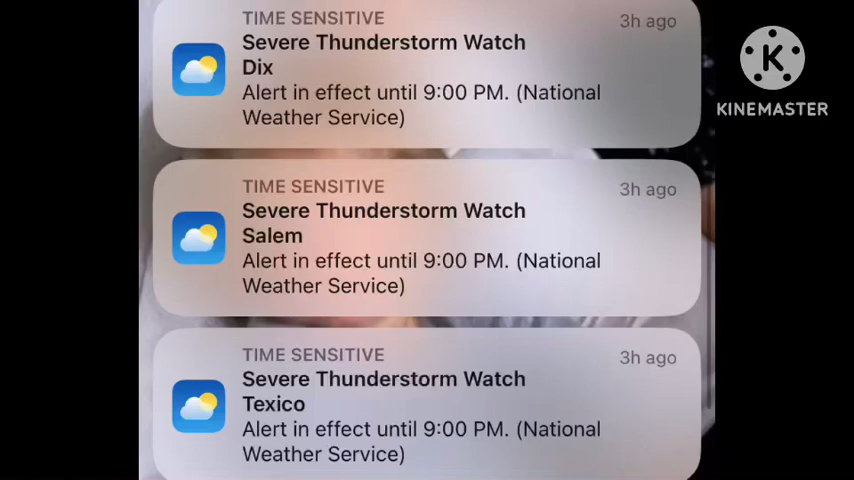 TIME SENSITIVE
3h ago
Severe Thunderstorm Watch
Dix
Alert in effect until 9:00 PM. (National
Weather Service)
K
KINEMASTER
TIME SENSITIVE
3h ago
Severe Thunderstorm Watch
Salem
Alert in effect until 9:00 PM. (National
Weather Service)
TIME SENSITIVE
3h ago
Severe Thunderstorm Watch
Texico
Alert in effect until 9:00 PM. (National
Weather Service)